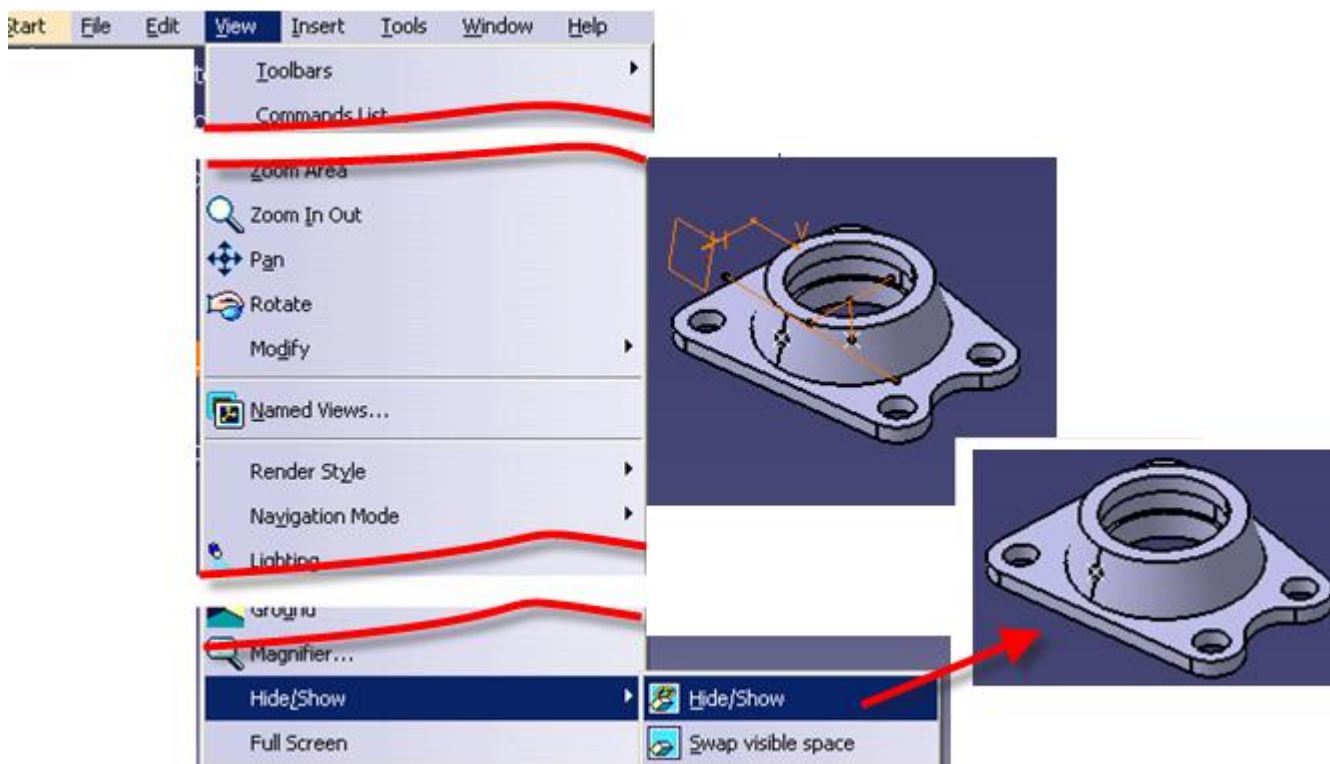 Start File Edit View Insert Tools Window Help
Toolbars
Commands List...
Zoom Area
Zoom In Out
Pan
Rotate
Modify
Named Views...
Render Style
Navigation Mode
Lighting
Ground
Magnifier...
Hide/Show
Hide/Show
Full Screen
Swap visible space
H
V